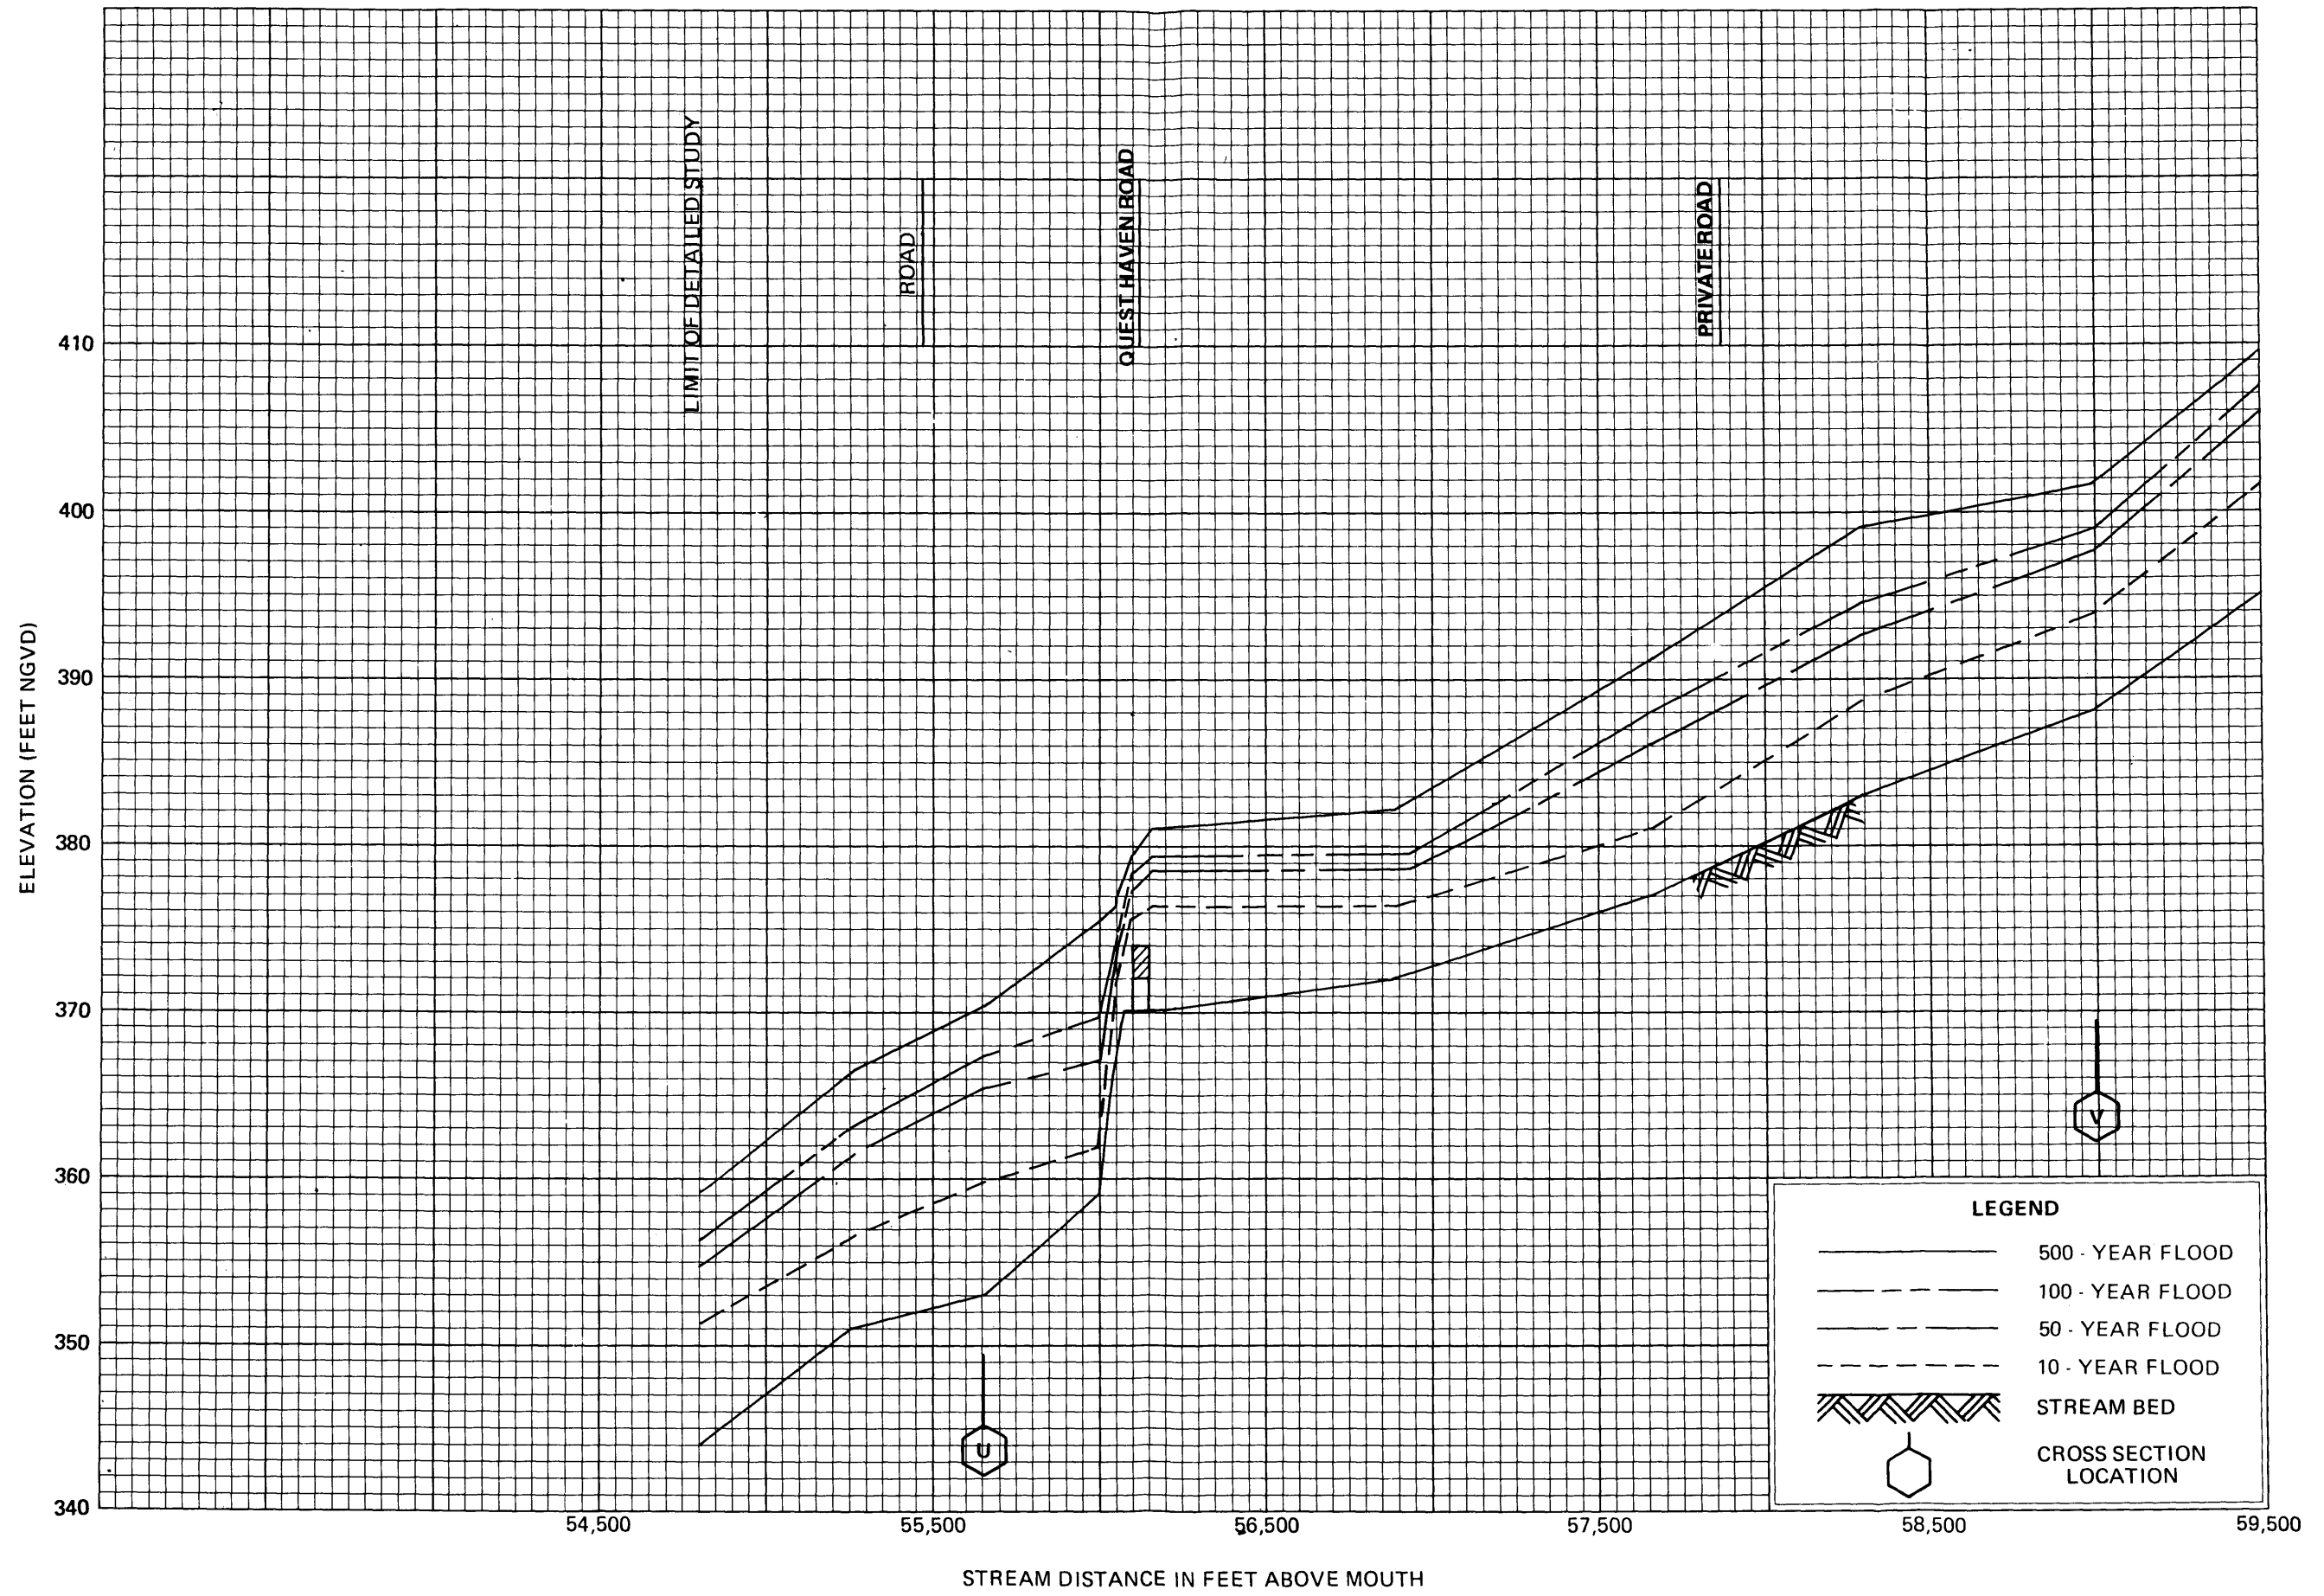 LIMIT OF DETAILED STUDY
ROAD
QUEST HAVEN ROAD
PRIVATE ROAD
ELEVATION (FEET NGVD)
410
400
390
380
370
360
350
340
54,500
55,500
56,500
57,500
58,500
59,500
STREAM DISTANCE IN FEET ABOVE MOUTH
U
V
LEGEND
500 - YEAR FLOOD
100 - YEAR FLOOD
50 - YEAR FLOOD
10 - YEAR FLOOD
STREAM BED
CROSS SECTION
LOCATION